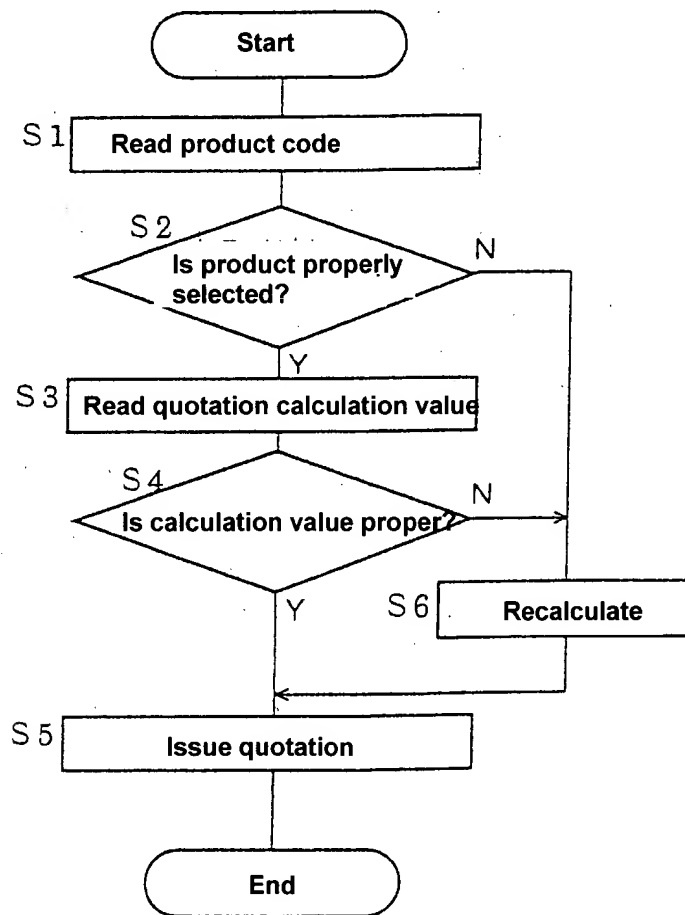 Start
S1
Read product code
S2
Is product properly
selected?
N
Y
S3
Read quotation calculation value
S4
Is calculation value proper?
N
Y
S6
Recalculate
S5
Issue quotation
End